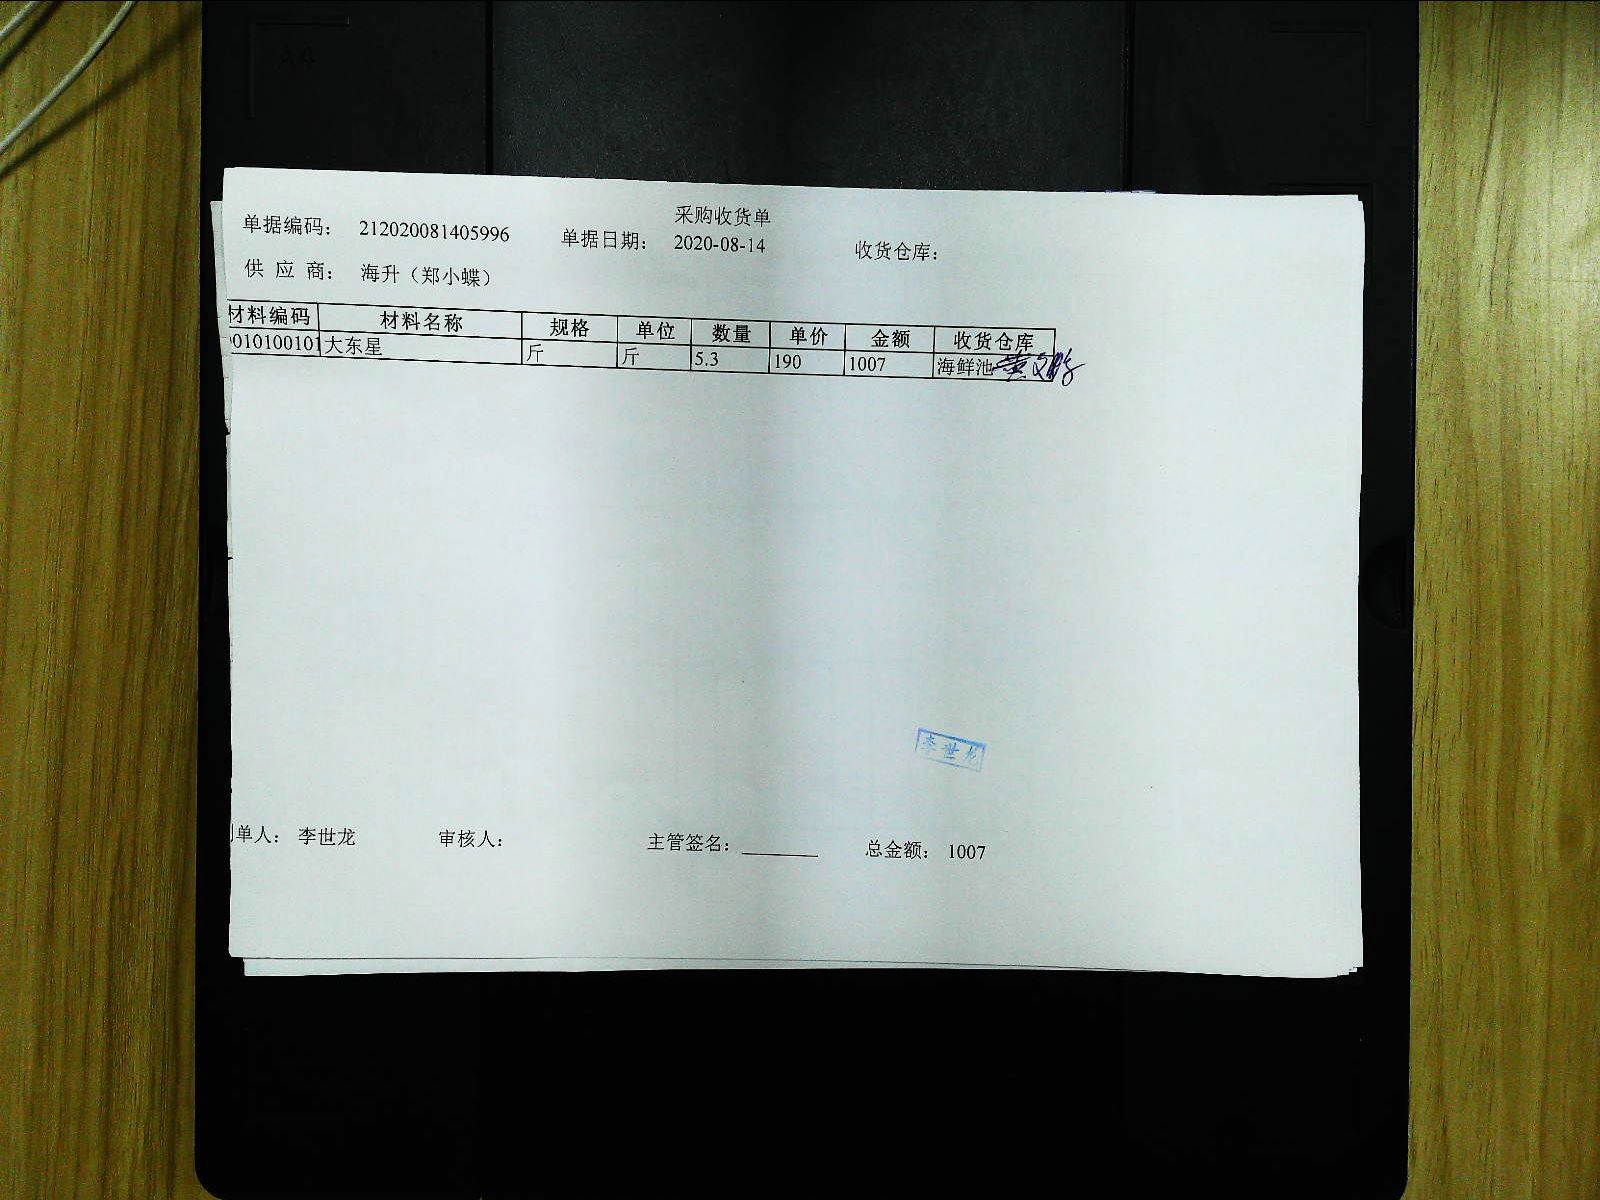 采购收货单
单据编码： 212020081405996 单据日期： 2020-08-14 收货仓库：
供 应 商： 海升（郑小蝶）
材料编码 材料名称 规格 单位 数量 单价 金额 收货仓库
010100101 大东星 斤 斤 5.3 190 1007 海鲜池
李世龙
单人： 李世龙 审核人： 主管签名： 总金额： 1007